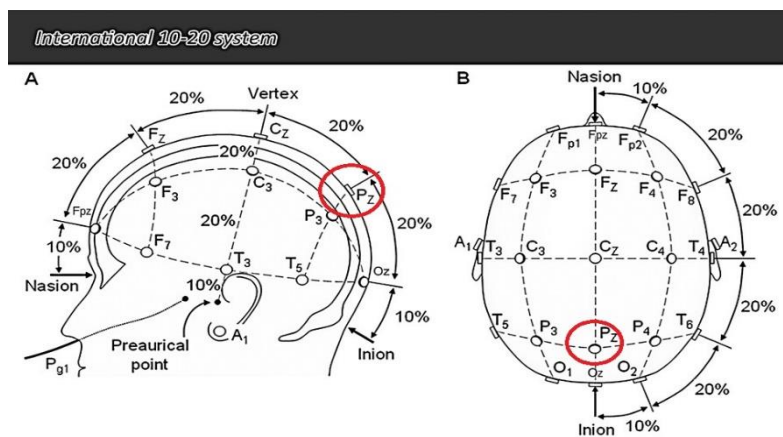 International 10-20 system
A
20%
Vertex
20%
Fz
Cz
20%
20%
20%
F3
C3
Pz
Fpz
20%
P3
20%
10%
F7
T3
T5
Oz
Nasion
10%
10%
A1
Preaurical
point
Inion
Pg1
B
Nasion
10%
Fp1
Fpz
Fp2
20%
F7
F3
Fz
F4
F8
20%
A1
T3
C3
Cz
C4
T4
A2
20%
T5
P3
Pz
P4
T6
O1
Oz
O2
20%
Inion
10%